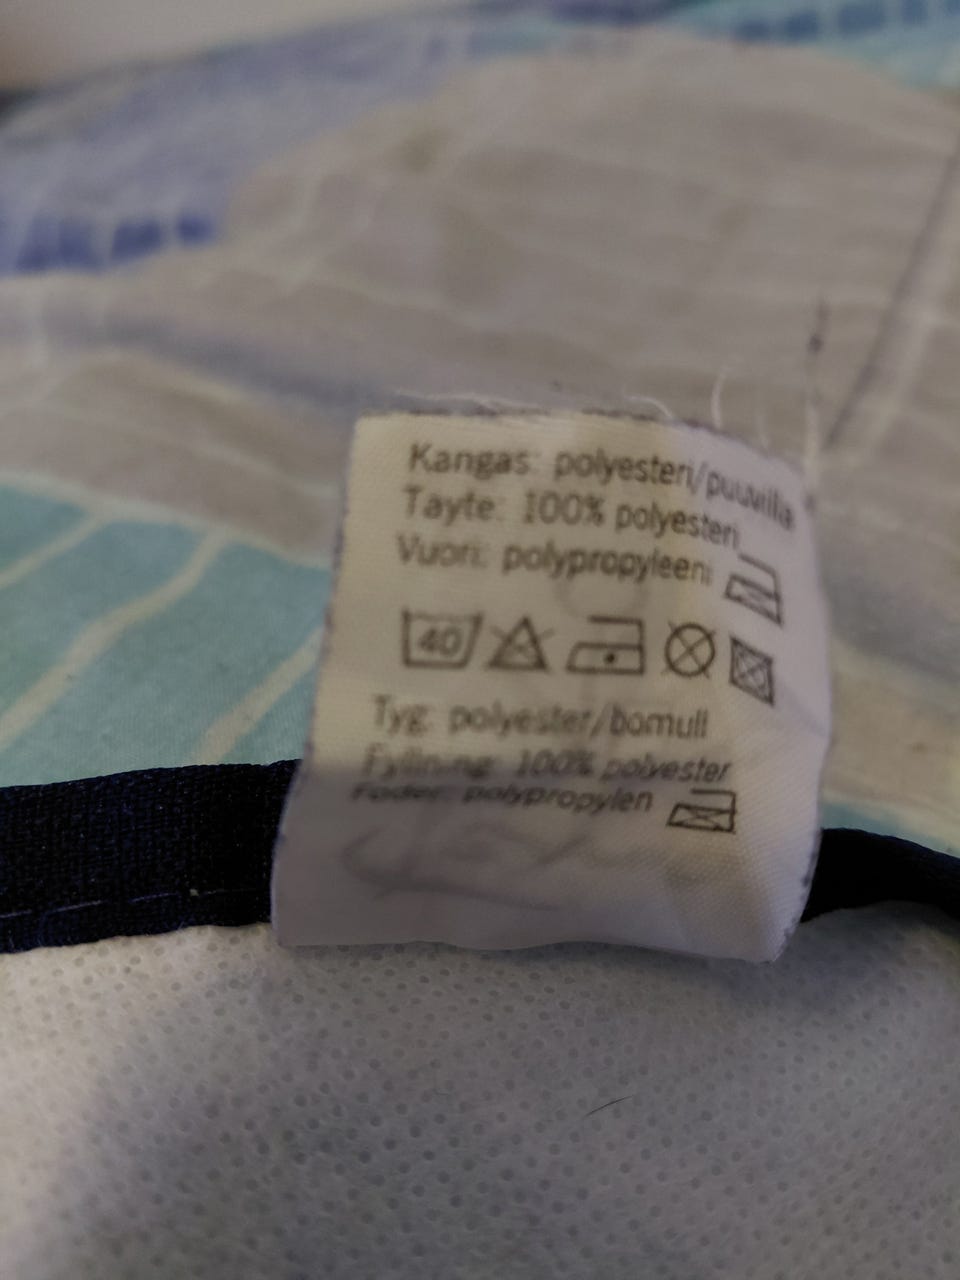 Kangas: polyesteri/puuvilla
Tayte: 100% polyesteri
Vuori: polypropyleeni
40
Tyg: polyester/bomull
Fyllning: 100% polyester
Foder: polypropylen